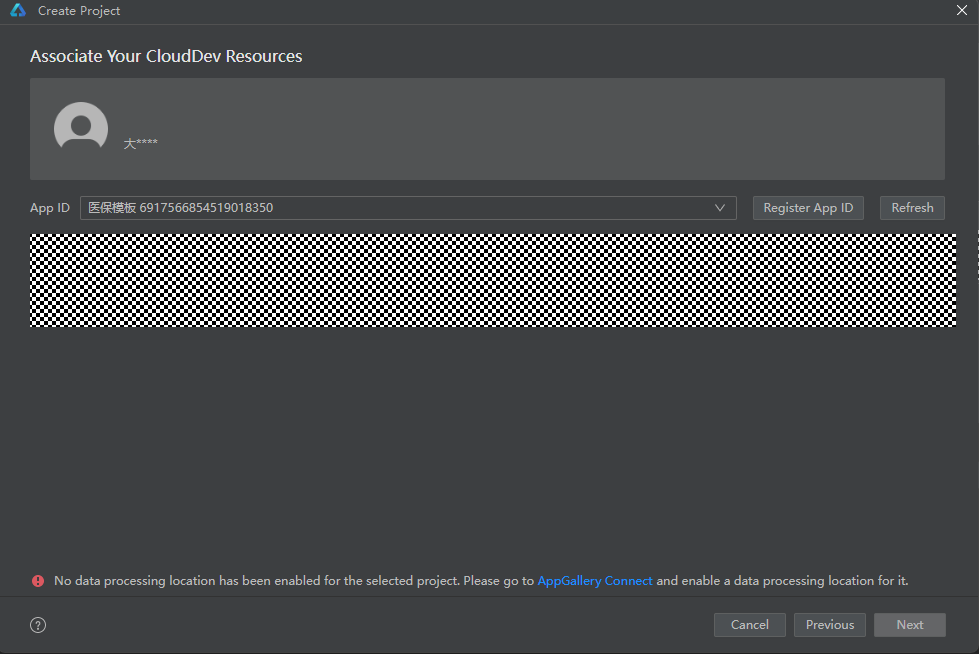 Create Project
Associate Your CloudDev Resources
大****
App ID 医保模板 6917566854519018350 Register App ID Refresh
No data processing location has been enabled for the selected project. Please go to AppGallery Connect and enable a data processing location for it.
? Cancel Previous Next